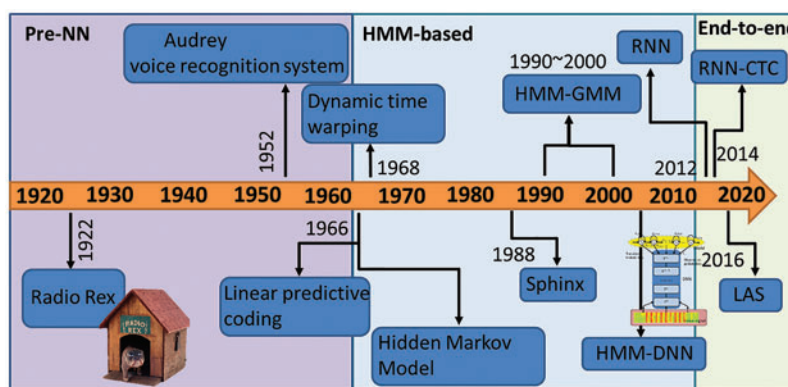 Pre-NN
HMM-based
End-to-end
Audrey
voice recognition system
1952
Dynamic time
warping
1968
1990~2000
HMM-GMM
RNN
2012
RNN-CTC
2014
1920 1930 1940 1950 1960 1970 1980 1990 2000 2010 2020
1922
Radio Rex
RADIO
REX
1966
Linear predictive
coding
Hidden Markov
Model
1988
Sphinx
HMM-DNN
2016
LAS